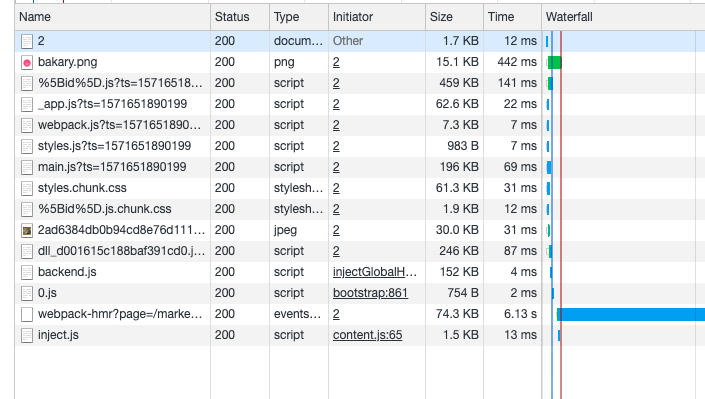 Name Status Type Initiator Size Time Waterfall
2 200 docum... Other 1.7 KB 12 ms
bakary.png 200 png 2 15.1 KB 442 ms
%5Bid%5D.js?ts=15716518... 200 script 2 459 KB 141 ms
_app.js?ts=1571651890199 200 script 2 62.6 KB 22 ms
webpack.js?ts=1571651890... 200 script 2 7.3 KB 7 ms
styles.js?ts=1571651890199 200 script 2 983 B 7 ms
main.js?ts=1571651890199 200 script 2 196 KB 69 ms
styles.chunk.css 200 stylesh... 2 61.3 KB 31 ms
%5Bid%5D.js.chunk.css 200 stylesh... 2 1.9 KB 12 ms
2ad6384db0b94cd8e76d111... 200 jpeg 2 30.0 KB 31 ms
dll_d001615c188baf391cd0.j... 200 script 2 246 KB 87 ms
backend.js 200 script injectGlobalH... 152 KB 4 ms
0.js 200 script bootstrap:861 754 B 2 ms
webpack-hmr?page=/marke... 200 events... 2 74.3 KB 6.13 s
inject.js 200 script content.js:65 1.5 KB 13 ms